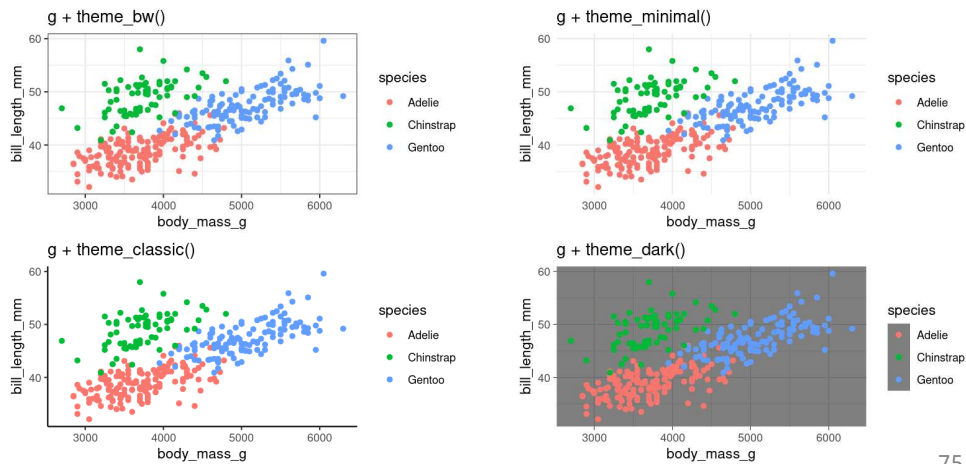 g + theme_bw()
60
50
40
bill_length_mm
3000
4000
5000
6000
body_mass_g
species
Adelie
Chinstrap
Gentoo
g + theme_minimal()
60
50
40
bill_length_mm
3000
4000
5000
6000
body_mass_g
species
Adelie
Chinstrap
Gentoo
g + theme_classic()
60
50
40
bill_length_mm
3000
4000
5000
6000
body_mass_g
species
Adelie
Chinstrap
Gentoo
g + theme_dark()
60
50
40
bill_length_mm
3000
4000
5000
6000
body_mass_g
species
Adelie
Chinstrap
Gentoo
75